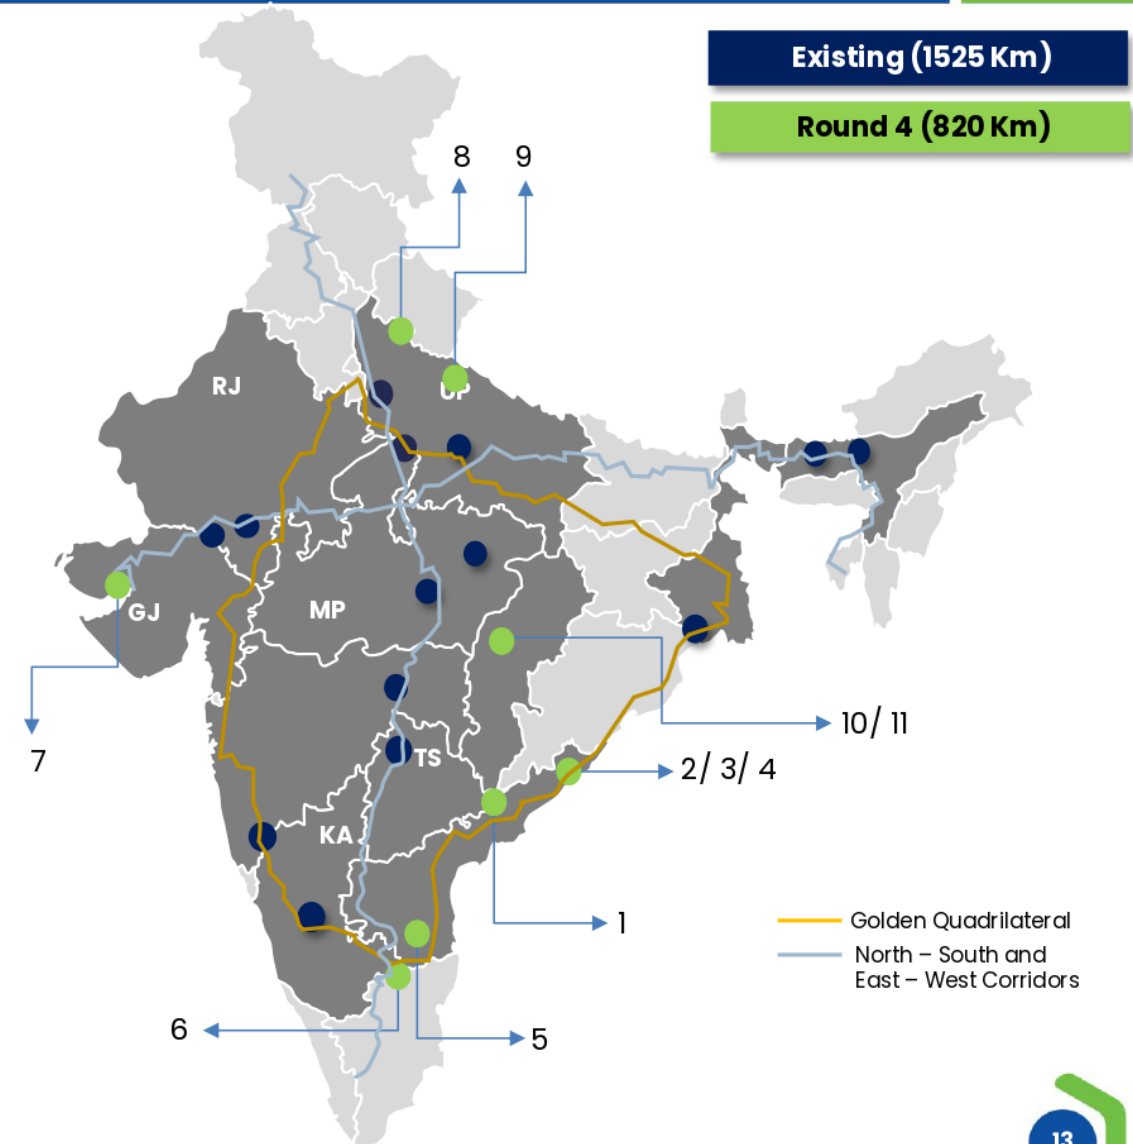 Existing (1525 Km)
Round 4 (820 Km)
8
9
RJ
UP
GJ
MP
10/ 11
7
TS
2/ 3/ 4
KA
1
Golden Quadrilateral
North – South and
East – West Corridors
6
5
13